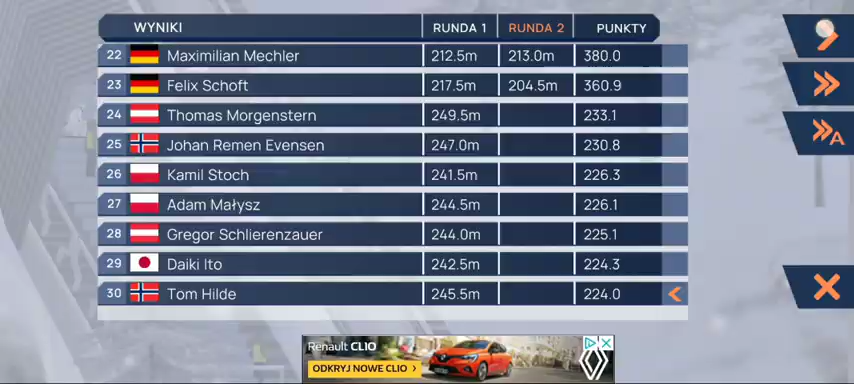 WYNIKI RUNDA 1 RUNDA 2 PUNKTY
22 Maximilian Mechler 212.5m 213.0m 380.0
23 Felix Schoft 217.5m 204.5m 360.9
24 Thomas Morgenstern 249.5m 233.1
25 Johan Remen Evensen 247.0m 230.8
26 Kamil Stoch 241.5m 226.3
27 Adam Małysz 244.5m 226.1
28 Gregor Schlierenzauer 244.0m 225.1
29 Daiki Ito 242.5m 224.3
30 Tom Hilde 245.5m 224.0
A
Renault CLIO
ODKRYJ NOWE CLIO >